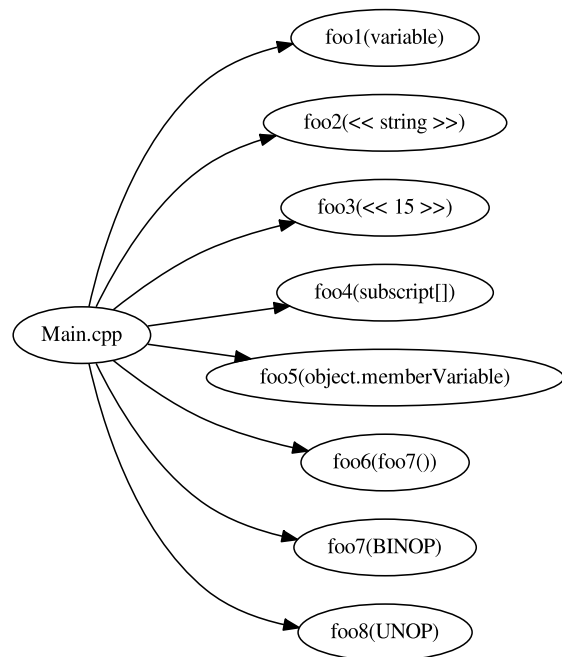 foo1(variable)
foo2(<< string >>)
foo3(<< 15 >>)
foo4(subscript[])
Main.cpp
foo5(object.memberVariable)
foo6(foo7())
foo7(BINOP)
foo8(UNOP)